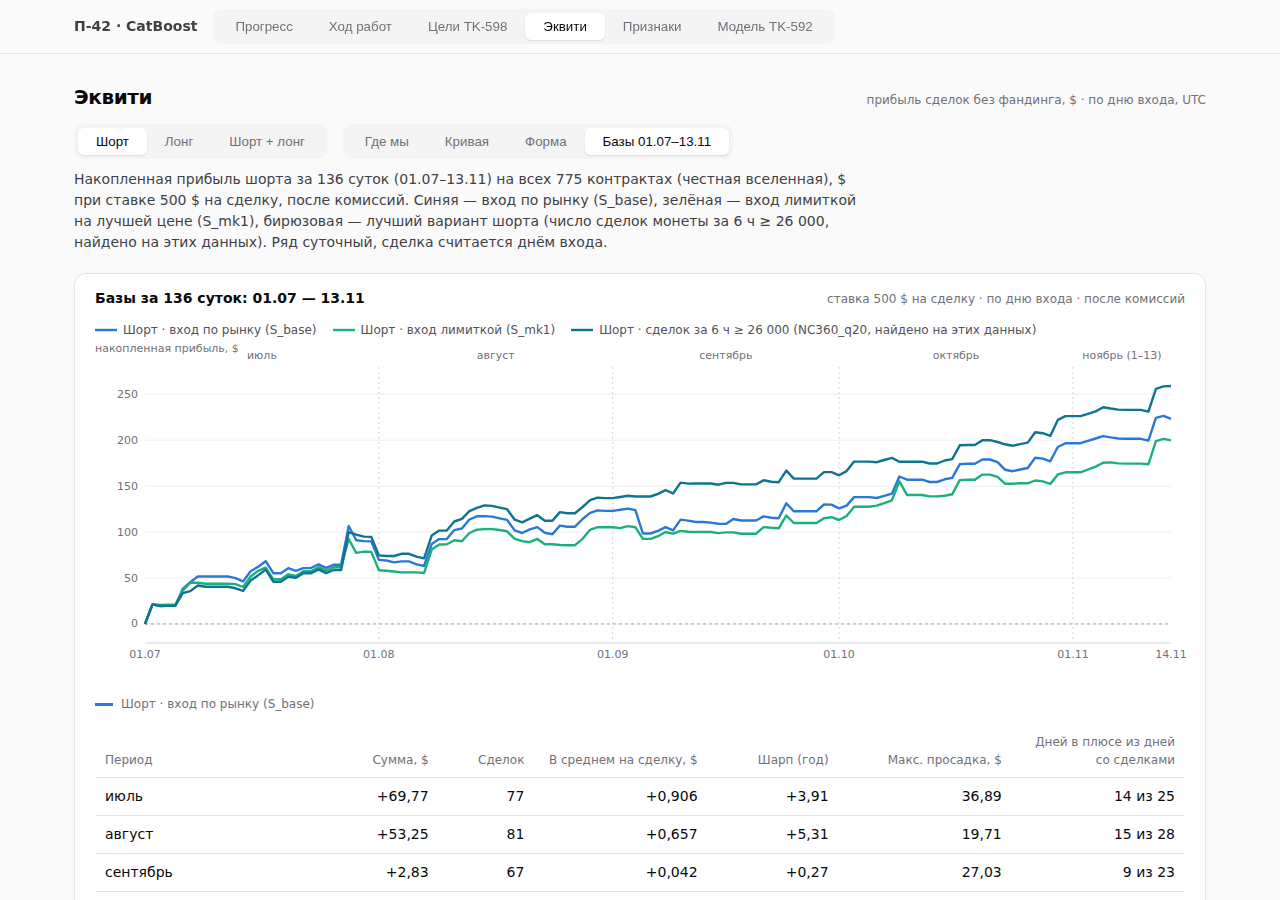 П-42 · CatBoost
Прогресс
Ход работ
Цели ТК-598
Эквити
Признаки
Модель ТК-592
Эквити
прибыль сделок без фандинга, $ · по дню входа, UTC
Шорт
Лонг
Шорт + лонг
Где мы
Кривая
Форма
Базы 01.07–13.11
Накопленная прибыль шорта за 136 суток (01.07–13.11) на всех 775 контрактах (честная вселенная), $
при ставке 500 $ на сделку, после комиссий. Синяя — вход по рынку (S_base), зелёная — вход лимиткой
на лучшей цене (S_mk1), бирюзовая — лучший вариант шорта (число сделок монеты за 6 ч ≥ 26 000,
найдено на этих данных). Ряд суточный, сделка считается днём входа.
Базы за 136 суток: 01.07 — 13.11
ставка 500 $ на сделку · по дню входа · после комиссий
Шорт · вход по рынку (S_base)
Шорт · вход лимиткой (S_mk1)
Шорт · сделок за 6 ч ≥ 26 000 (NC360_q20, найдено на этих данных)
накопленная прибыль, $
июль
август
сентябрь
октябрь
ноябрь (1–13)
250
200
150
100
50
0
01.07
01.08
01.09
01.10
01.11
14.11
Шорт · вход по рынку (S_base)
Период
Сумма, $
Сделок
В среднем на сделку, $
Шарп (год)
Макс. просадка, $
Дней в плюсе из дней
со сделками
июль
+69,77
77
+0,906
+3,91
36,89
14 из 25
август
+53,25
81
+0,657
+5,31
19,71
15 из 28
сентябрь
+2,83
67
+0,042
+0,27
27,03
9 из 23